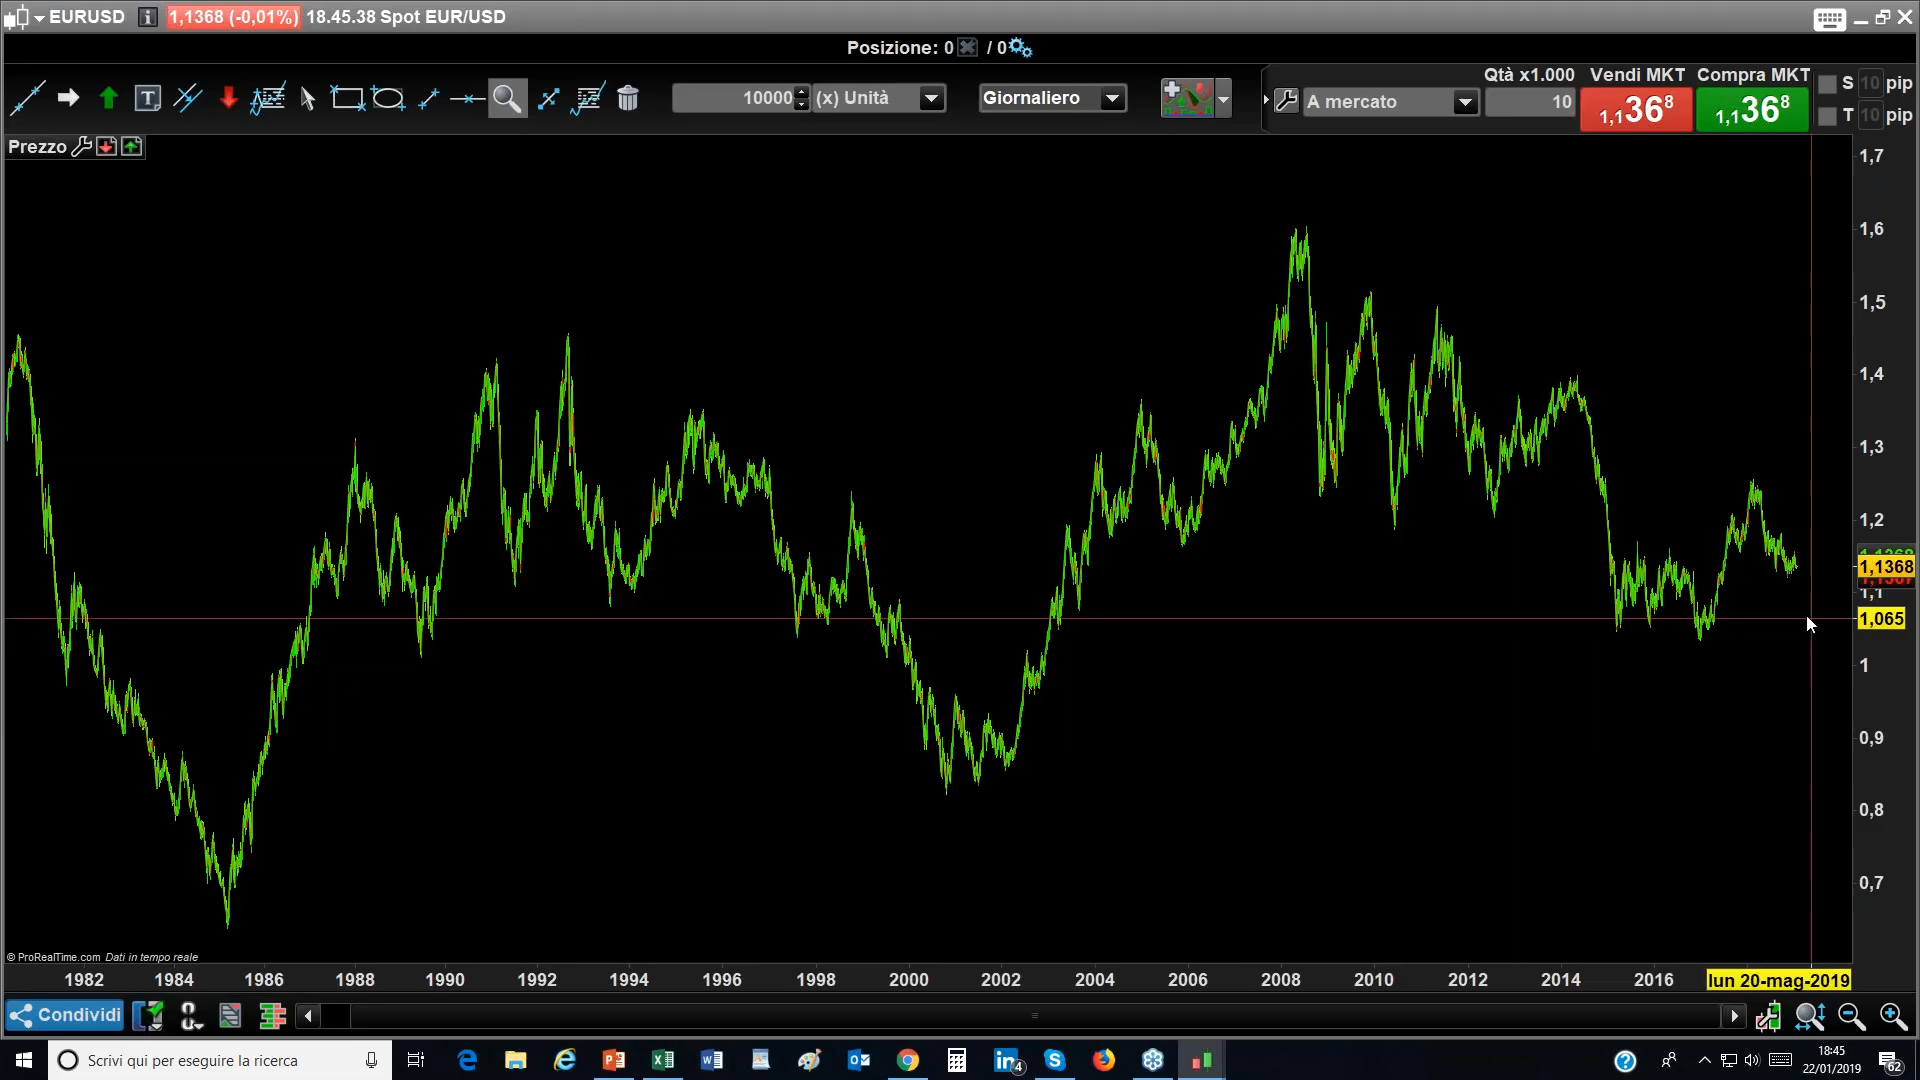 EURUSD i 1,1368 (-0,01%) 18.45.38 Spot EUR/USD
Posizione: 0 / 0
T 10000 (x) Unità Giornaliero A mercato
Qtà x1.000 Vendi MKT Compra MKT S 10 pip
10 1,1368 1,1368 T 10 pip
Prezzo
1,7
1,6
1,5
1,4
1,3
1,2
1,1368
1,1
1,065
1
0,9
0,8
0,7
© ProRealTime.com Dati in tempo reale
1982 1984 1986 1988 1990 1992 1994 1996 1998 2000 2002 2004 2006 2008 2010 2012 2014 2016 lun 20-mag-2019
Condividi
Scrivi qui per eseguire la ricerca
4
18:45
22/01/2019
62